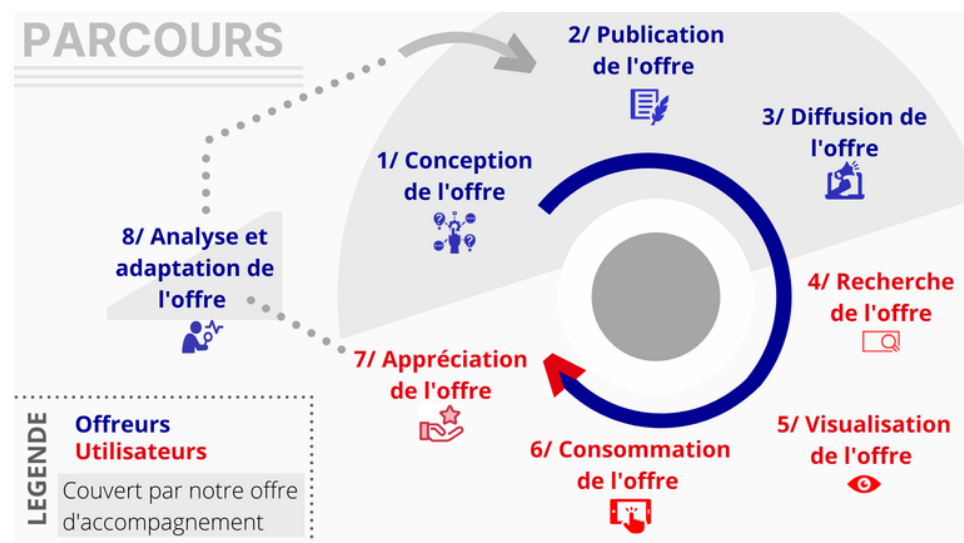 PARCOURS
1/ Conception
de l'offre
2/ Publication
de l'offre
3/ Diffusion de
l'offre
4/ Recherche
de l'offre
5/ Visualisation
de l'offre
6/ Consommation
de l'offre
7/ Appréciation
de l'offre
8/ Analyse et
adaptation de
l'offre
LEGENDE
Offreurs
Utilisateurs
Couvert par notre offre
d'accompagnement